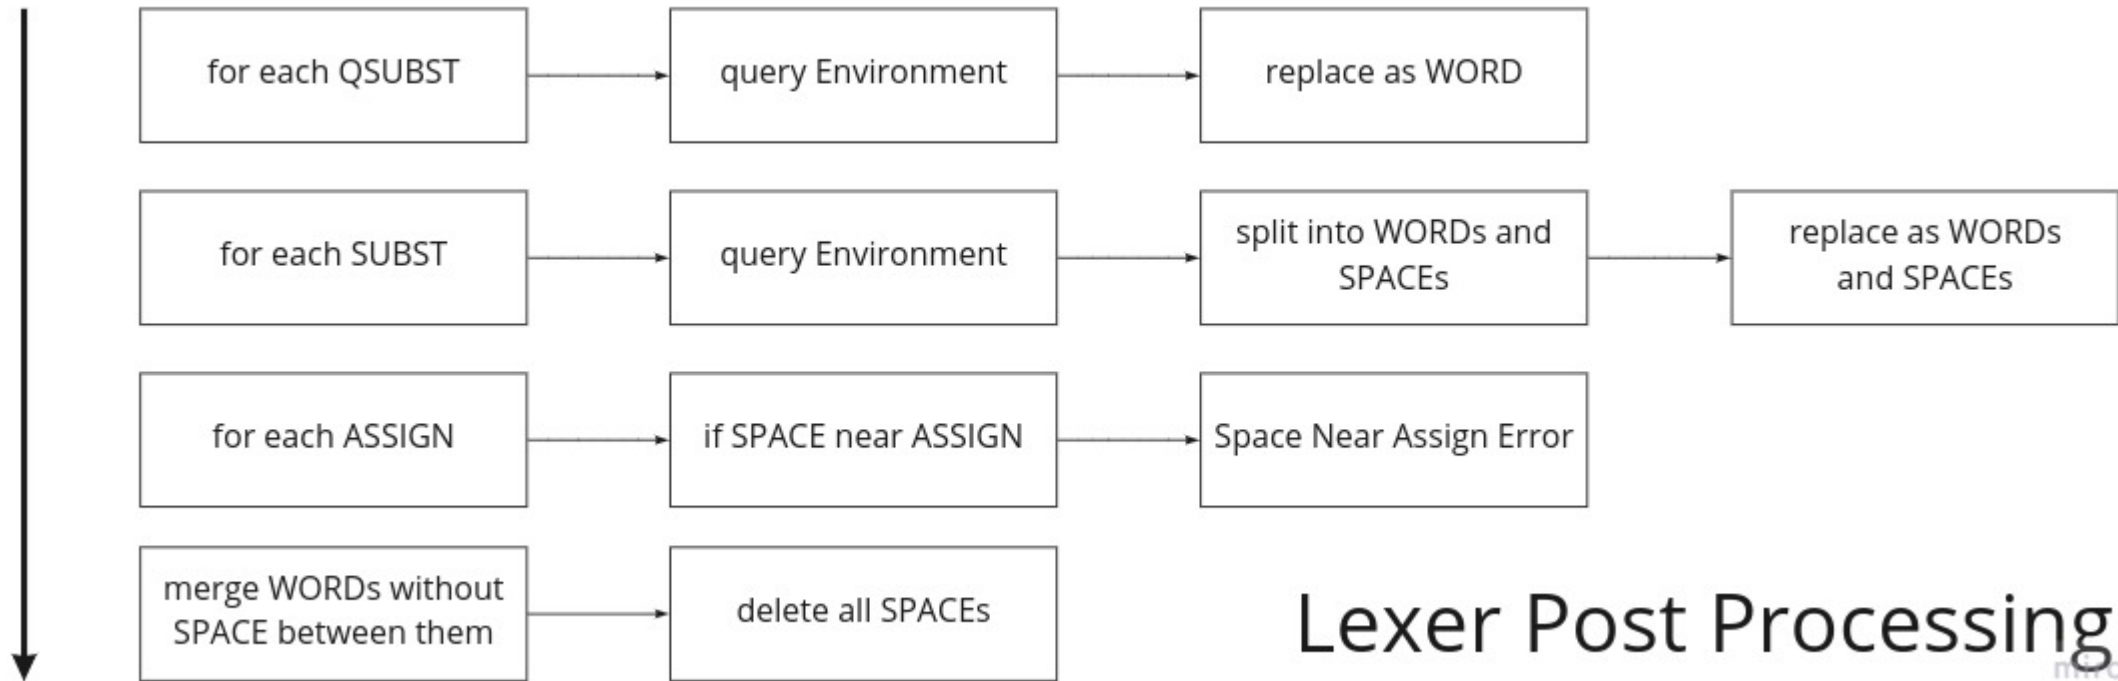 for each QSUBST
query Environment
replace as WORD
for each SUBST
query Environment
split into WORDs and
SPACEs
replace as WORDs
and SPACEs
for each ASSIGN
if SPACE near ASSIGN
Space Near Assign Error
merge WORDs without
SPACE between them
delete all SPACEs
Lexer Post Processing